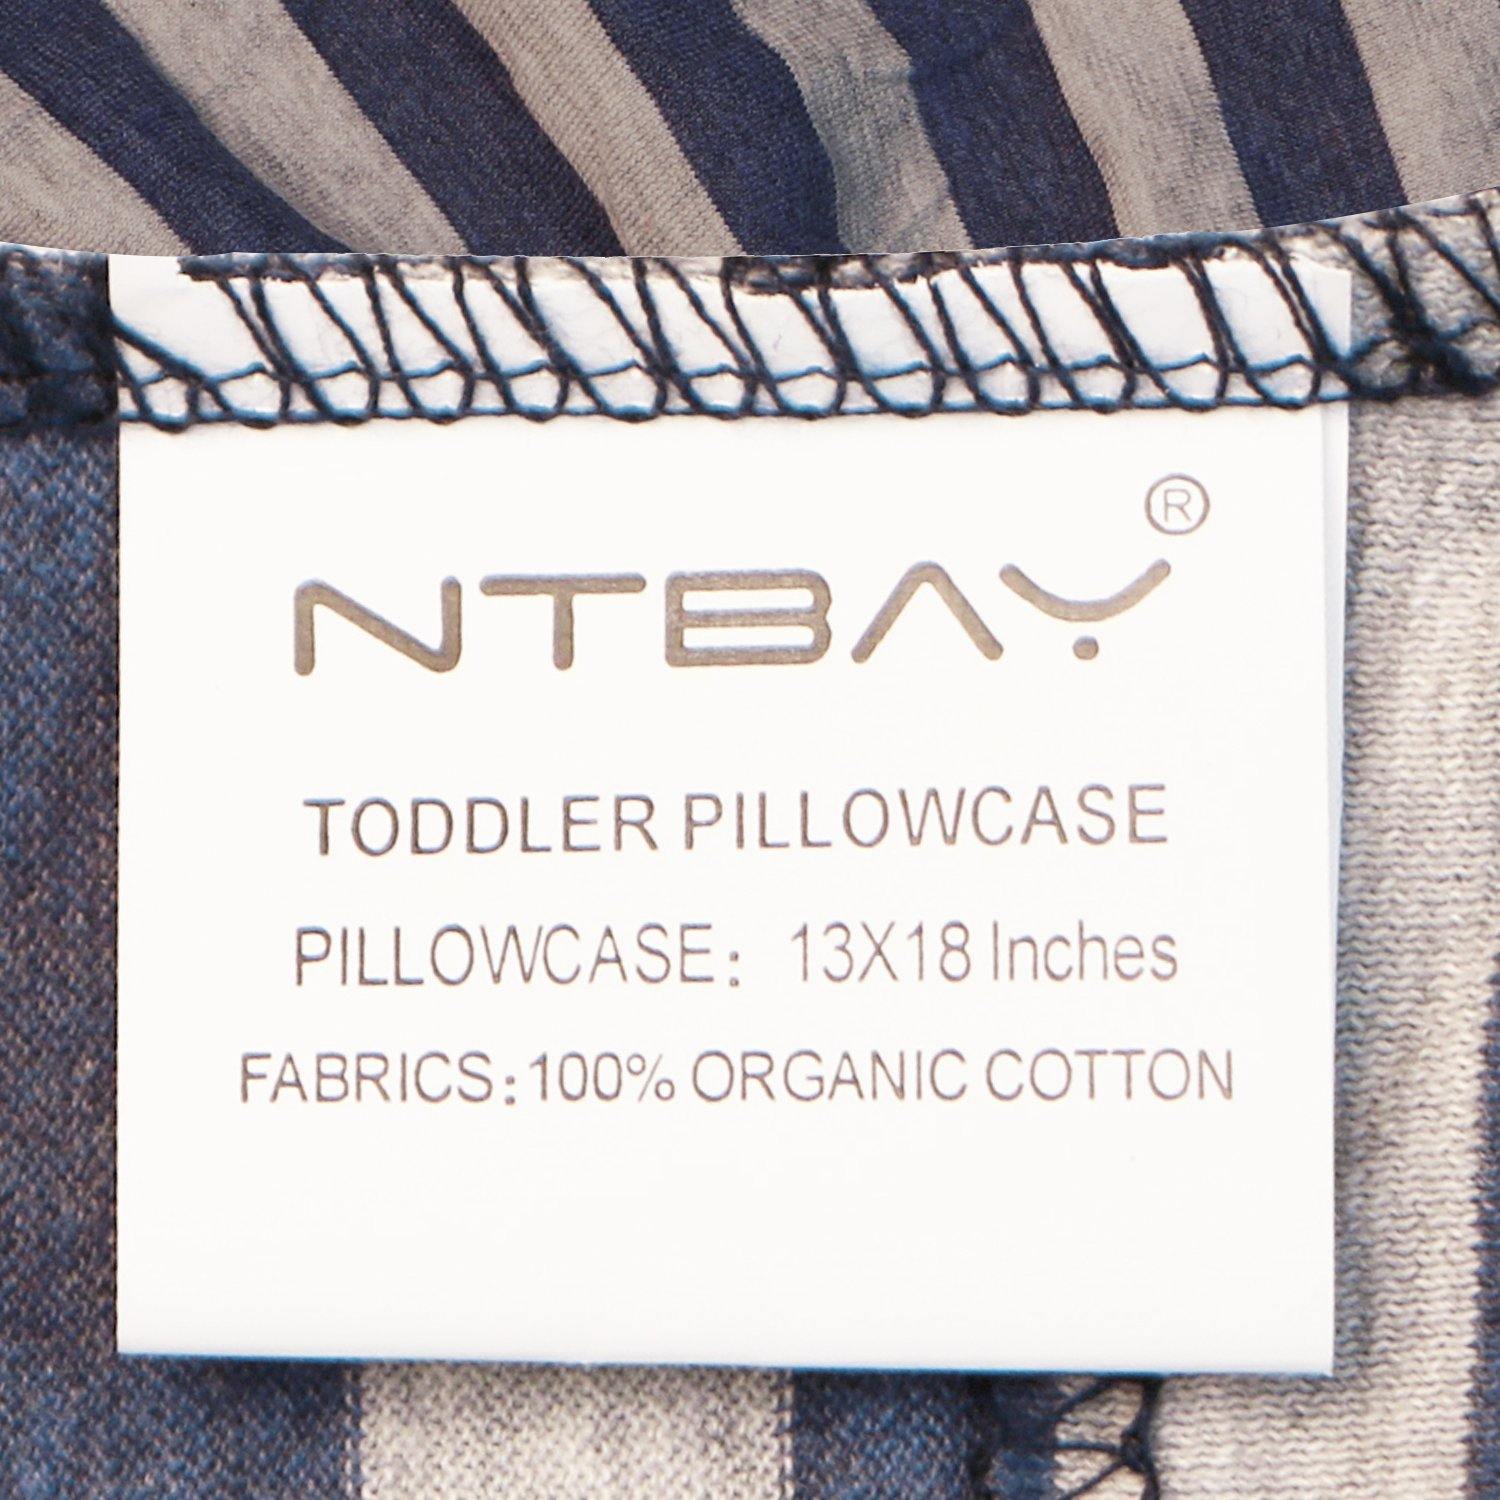 NTBAY®
TODDLER PILLOWCASE
PILLOWCASE: 13X18 Inches
FABRICS:100% ORGANIC COTTON